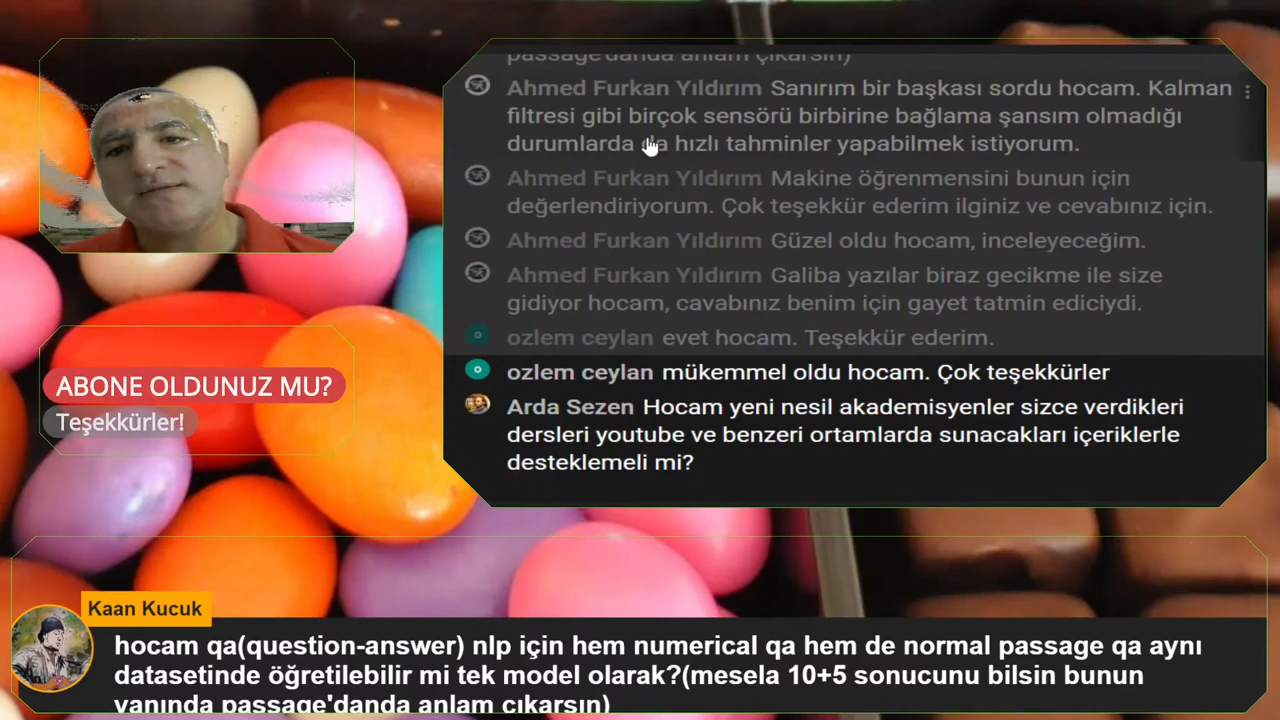 passage'danda anlam çıkarsın)
Ahmed Furkan Yıldırım Sanırım bir başkası sordu hocam. Kalman
filtresi gibi birçok sensörü birbirine bağlama şansım olmadığı
durumlarda da hızlı tahminler yapabilmek istiyorum.
Ahmed Furkan Yıldırım Makine öğrenmensini bunun için
değerlendiriyorum. Çok teşekkür ederim ilginiz ve cevabınız için.
Ahmed Furkan Yıldırım Güzel oldu hocam, inceleyeceğim.
Ahmed Furkan Yıldırım Galiba yazılar biraz gecikme ile size
gidiyor hocam, cavabınız benim için gayet tatmin ediciydi.
ozlem ceylan evet hocam. Teşekkür ederim.
ozlem ceylan mükemmel oldu hocam. Çok teşekkürler
Arda Sezen Hocam yeni nesil akademisyenler sizce verdikleri
dersleri youtube ve benzeri ortamlarda sunacakları içeriklerle
desteklemeli mi?
ABONE OLDUNUZ MU?
Teşekkürler!
Kaan Kucuk
hocam qa(question-answer) nlp için hem numerical qa hem de normal passage qa aynı
datasetinde öğretilebilir mi tek model olarak?(mesela 10+5 sonucunu bilsin bunun
yanında passage'danda anlam çıkarsın)